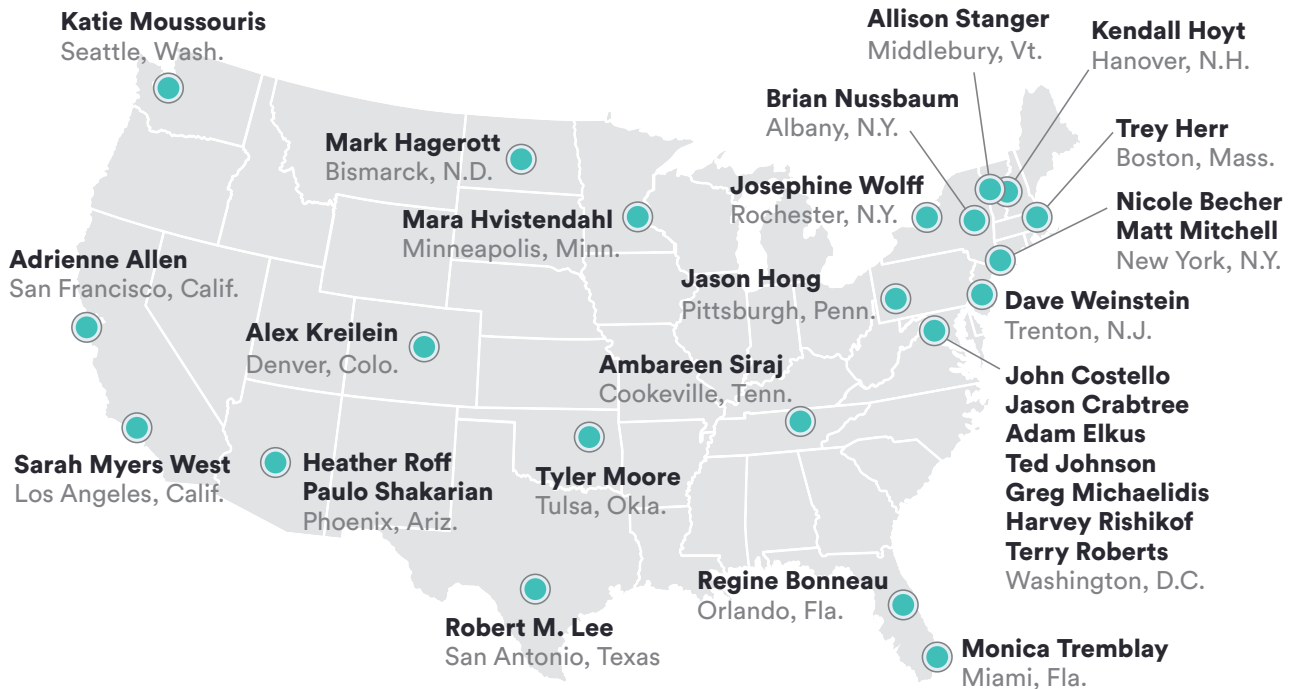 Katie Moussouris
Seattle, Wash.
Allison Stanger
Middlebury, Vt.
Kendall Hoyt
Hanover, N.H.
Brian Nussbaum
Albany, N.Y.
Trey Herr
Boston, Mass.
Mark Hagerott
Bismarck, N.D.
Josephine Wolff
Rochester, N.Y.
Nicole Becher
Matt Mitchell
New York, N.Y.
Mara Hvistendahl
Minneapolis, Minn.
Adrienne Allen
San Francisco, Calif.
Jason Hong
Pittsburgh, Penn.
Dave Weinstein
Trenton, N.J.
Alex Kreilein
Denver, Colo.
Ambareen Siraj
Cookeville, Tenn.
John Costello
Jason Crabtree
Adam Elkus
Ted Johnson
Greg Michaelidis
Harvey Rishikof
Terry Roberts
Washington, D.C.
Sarah Myers West
Los Angeles, Calif.
Heather Roff
Paulo Shakarian
Phoenix, Ariz.
Tyler Moore
Tulsa, Okla.
Regine Bonneau
Orlando, Fla.
Robert M. Lee
San Antonio, Texas
Monica Tremblay
Miami, Fla.